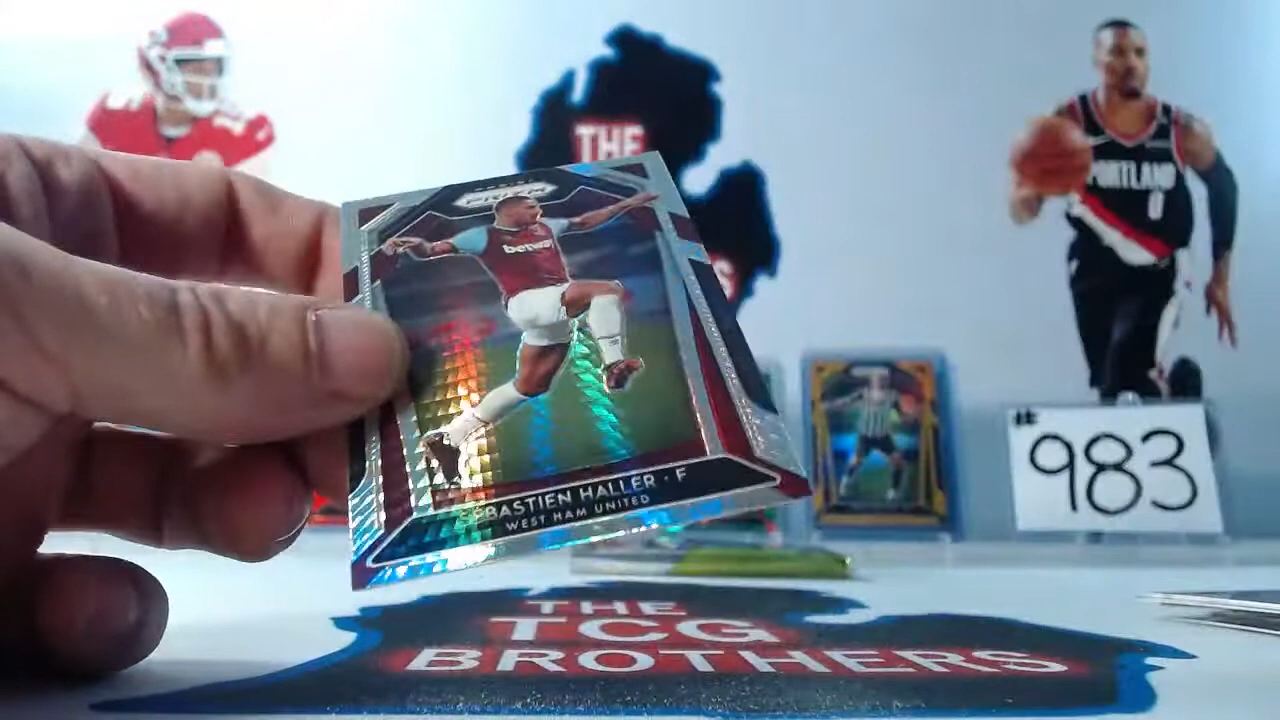 THE
PRIZM
betway
PORTLAND
0
983
BASTIEN HALLER · F
WEST HAM UNITED
THE
TCG
BROTHERS